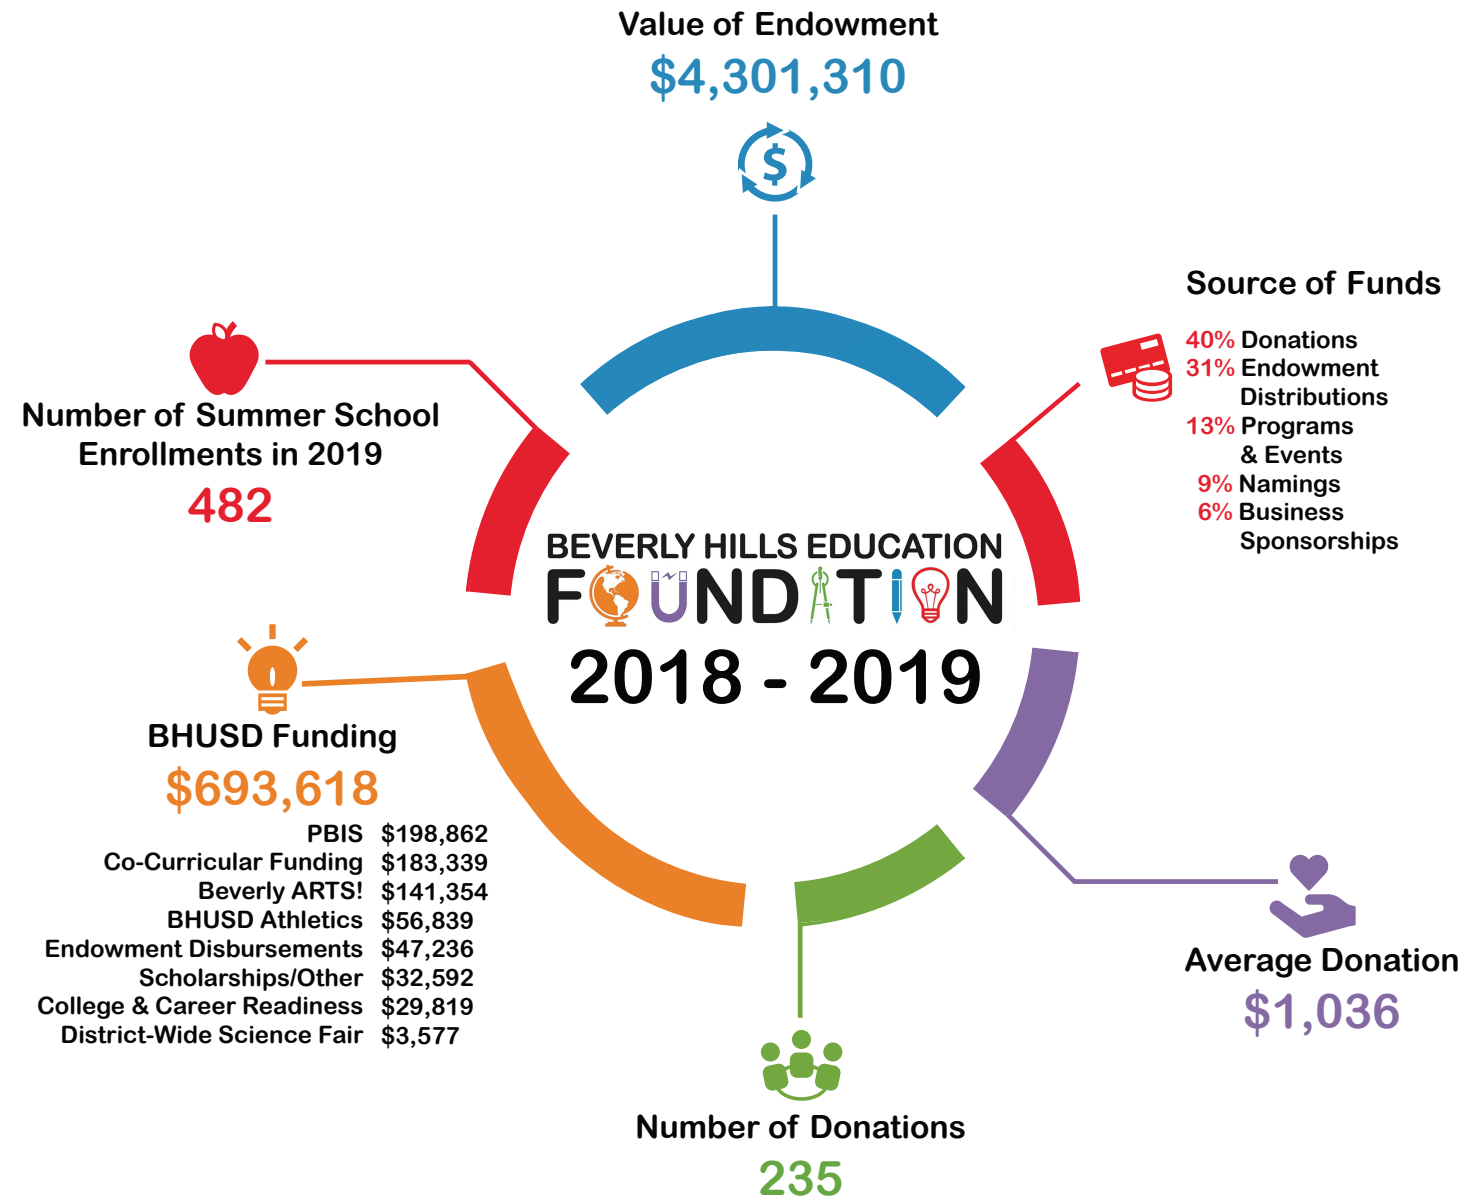 Value of Endowment
$4,301,310
$
Source of Funds
40% Donations
31% Endowment
Distributions
13% Programs
& Events
9% Namings
6% Business
Sponsorships
Number of Summer School
Enrollments in 2019
482
BEVERLY HILLS EDUCATION
FOUNDATION
2018 - 2019
BHUSD Funding
$693,618
PBIS $198,862
Co-Curricular Funding $183,339
Beverly ARTS! $141,354
BHUSD Athletics $56,839
Endowment Disbursements $47,236
Scholarships/Other $32,592
College & Career Readiness $29,819
District-Wide Science Fair $3,577
Average Donation
$1,036
Number of Donations
235